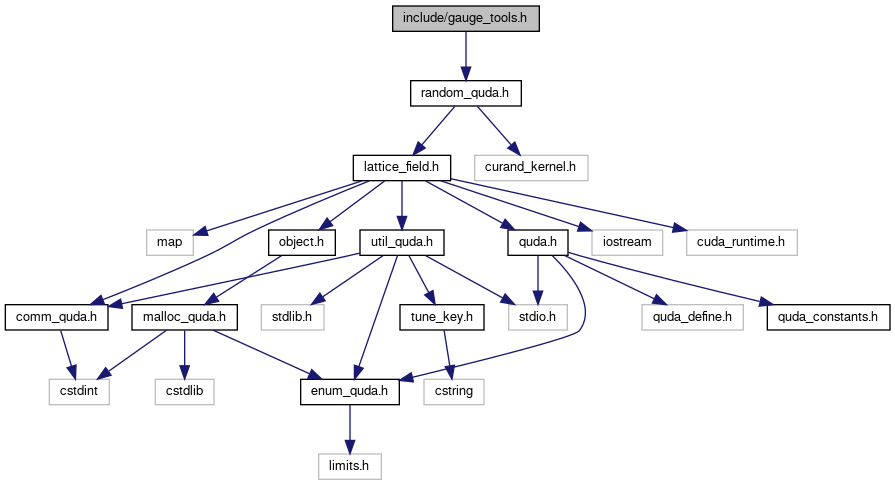 include/gauge_tools.h
random_quda.h
lattice_field.h
curand_kernel.h
map
object.h
util_quda.h
quda.h
iostream
cuda_runtime.h
comm_quda.h
malloc_quda.h
stdlib.h
tune_key.h
stdio.h
quda_define.h
quda_constants.h
cstdint
cstdlib
enum_quda.h
cstring
limits.h